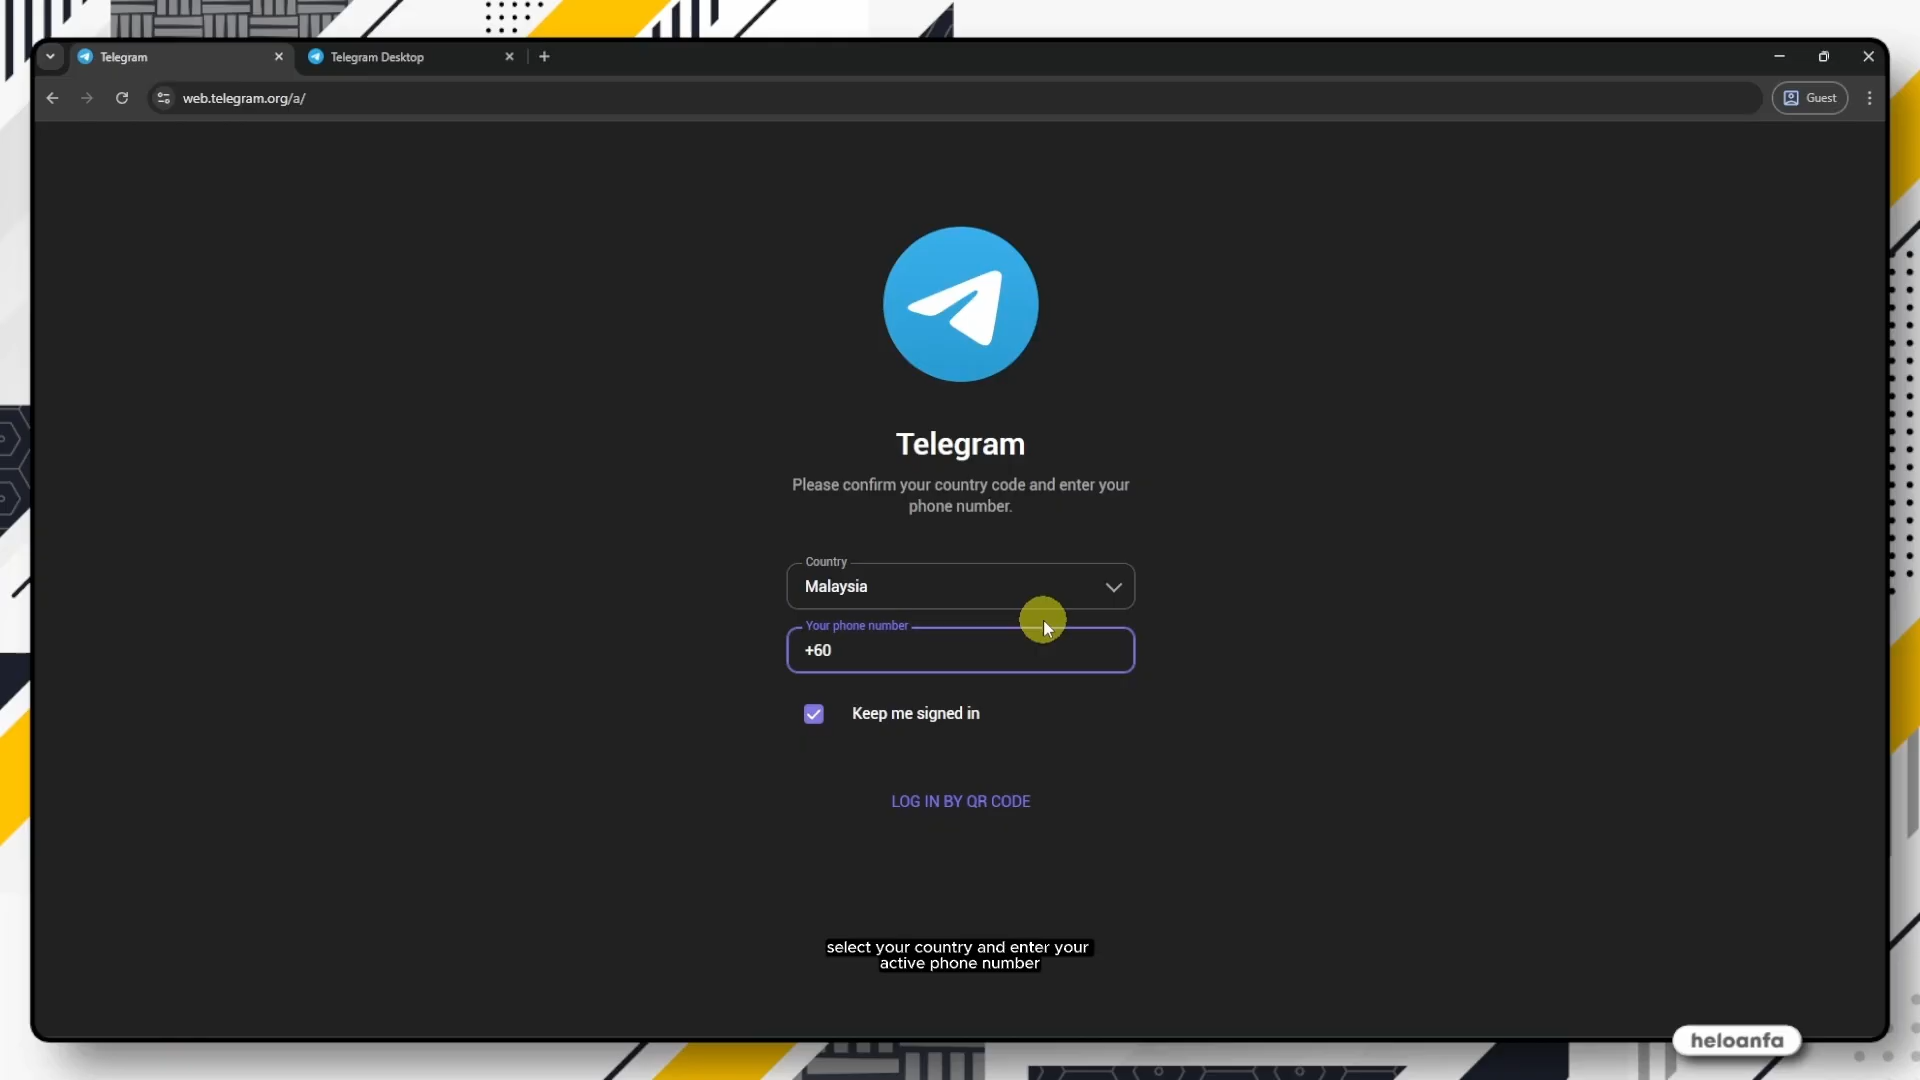 Telegram
Telegram Desktop
web.telegram.org/a/
Guest
Telegram
Please confirm your country code and enter your
phone number.
Country
Malaysia
Your phone number
+60
Keep me signed in
LOG IN BY QR CODE
select your country and enter your
active phone number
heloanfa